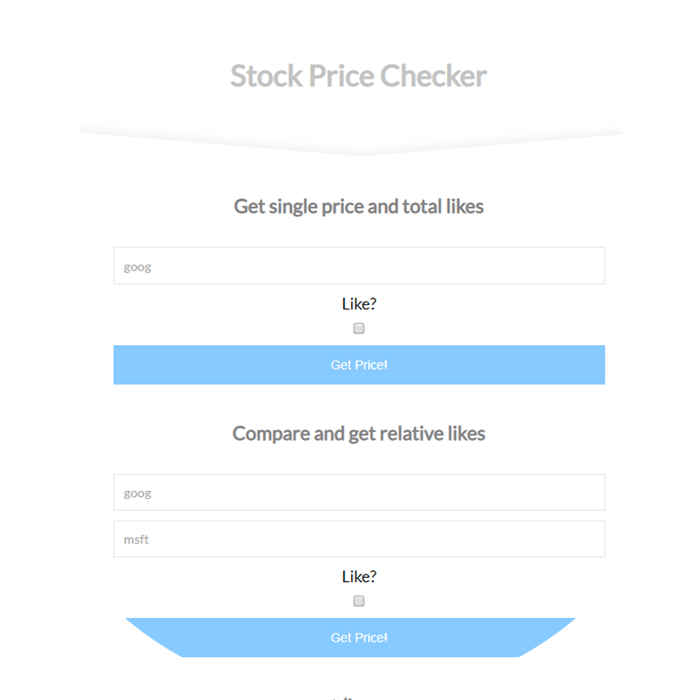 Stock Price Checker
Get single price and total likes
goog
Like?
Get Price!
Compare and get relative likes
goog
msft
Like?
Get Price!